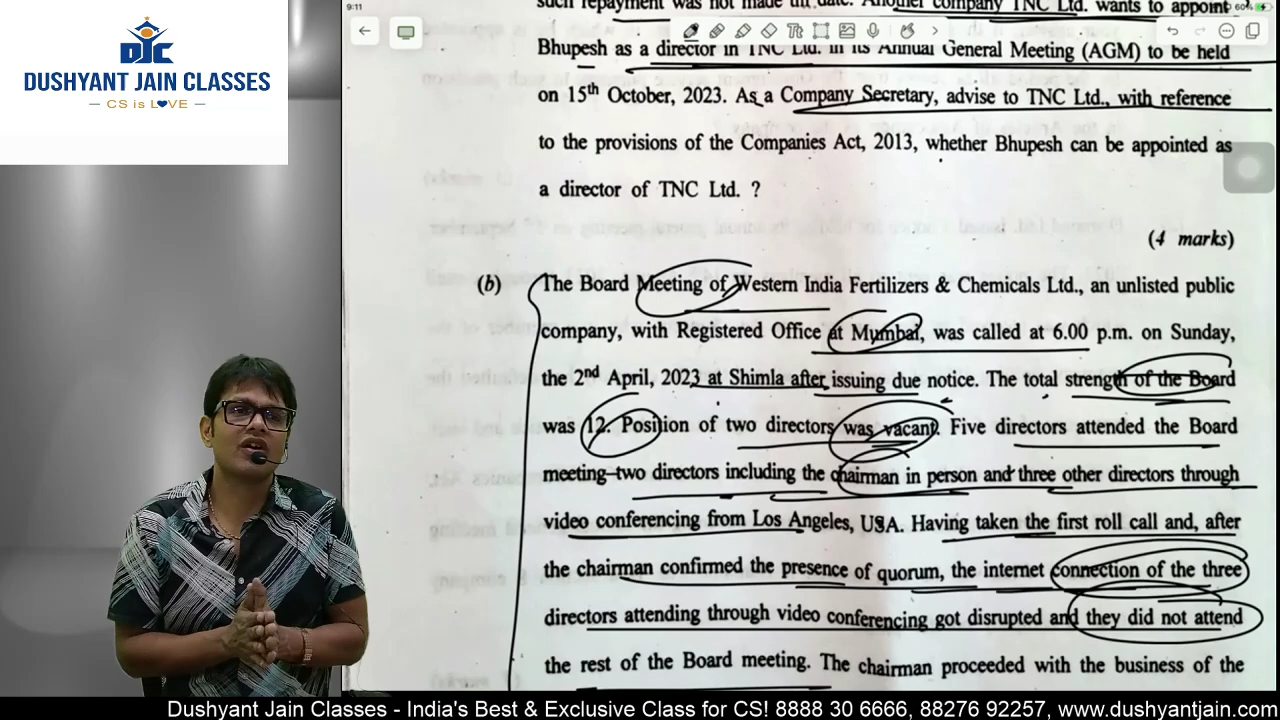 DJC
DUSHYANT JAIN CLASSES
CS is LOVE
9:11
60%
such repayment was not made till date. Another company TNC Ltd. wants to appoint
Bhupesh as a director in TNC Ltd. in its Annual General Meeting (AGM) to be held
on 15th October, 2023. As a Company Secretary, advise to TNC Ltd., with reference
to the provisions of the Companies Act, 2013, whether Bhupesh can be appointed as
a director of TNC Ltd. ?
(4 marks)
(b) The Board Meeting of Western India Fertilizers & Chemicals Ltd., an unlisted public
company, with Registered Office at Mumbai, was called at 6.00 p.m. on Sunday,
the 2nd April, 2023 at Shimla after issuing due notice. The total strength of the Board
was 12. Position of two directors was vacant. Five directors attended the Board
meeting–two directors including the chairman in person and three other directors through
video conferencing from Los Angeles, USA. Having taken the first roll call and, after
the chairman confirmed the presence of quorum, the internet connection of the three
directors attending through video conferencing got disrupted and they did not attend
the rest of the Board meeting. The chairman proceeded with the business of the
Dushyant Jain Classes - India's Best & Exclusive Class for CS! 8888 30 6666, 88276 92257, www.dushyantjain.com